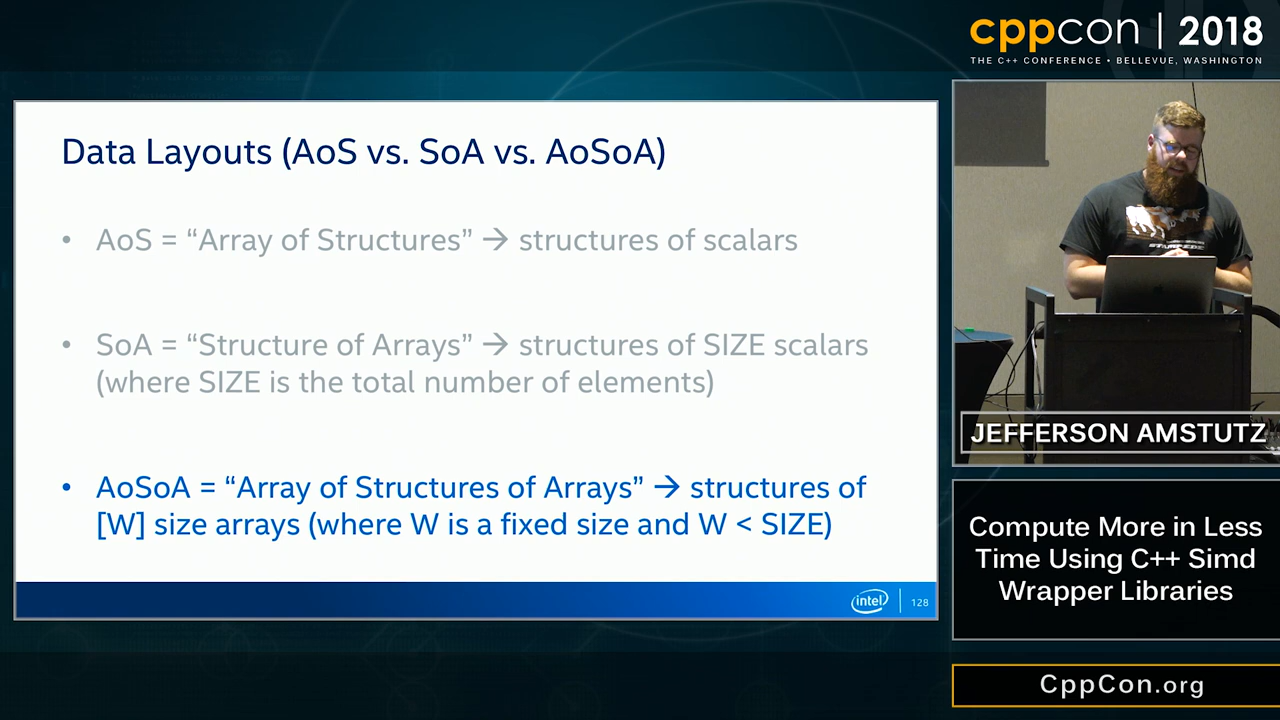 cppcon | 2018
THE C++ CONFERENCE • BELLEVUE, WASHINGTON
Data Layouts (AoS vs. SoA vs. AoSoA)
• AoS = “Array of Structures” → structures of scalars
• SoA = “Structure of Arrays” → structures of SIZE scalars
(where SIZE is the total number of elements)
• AoSoA = “Array of Structures of Arrays” → structures of
[W] size arrays (where W is a fixed size and W < SIZE)
intel
128
STAMPEDE
JEFFERSON AMSTUTZ
Compute More in Less
Time Using C++ Simd
Wrapper Libraries
CppCon.org